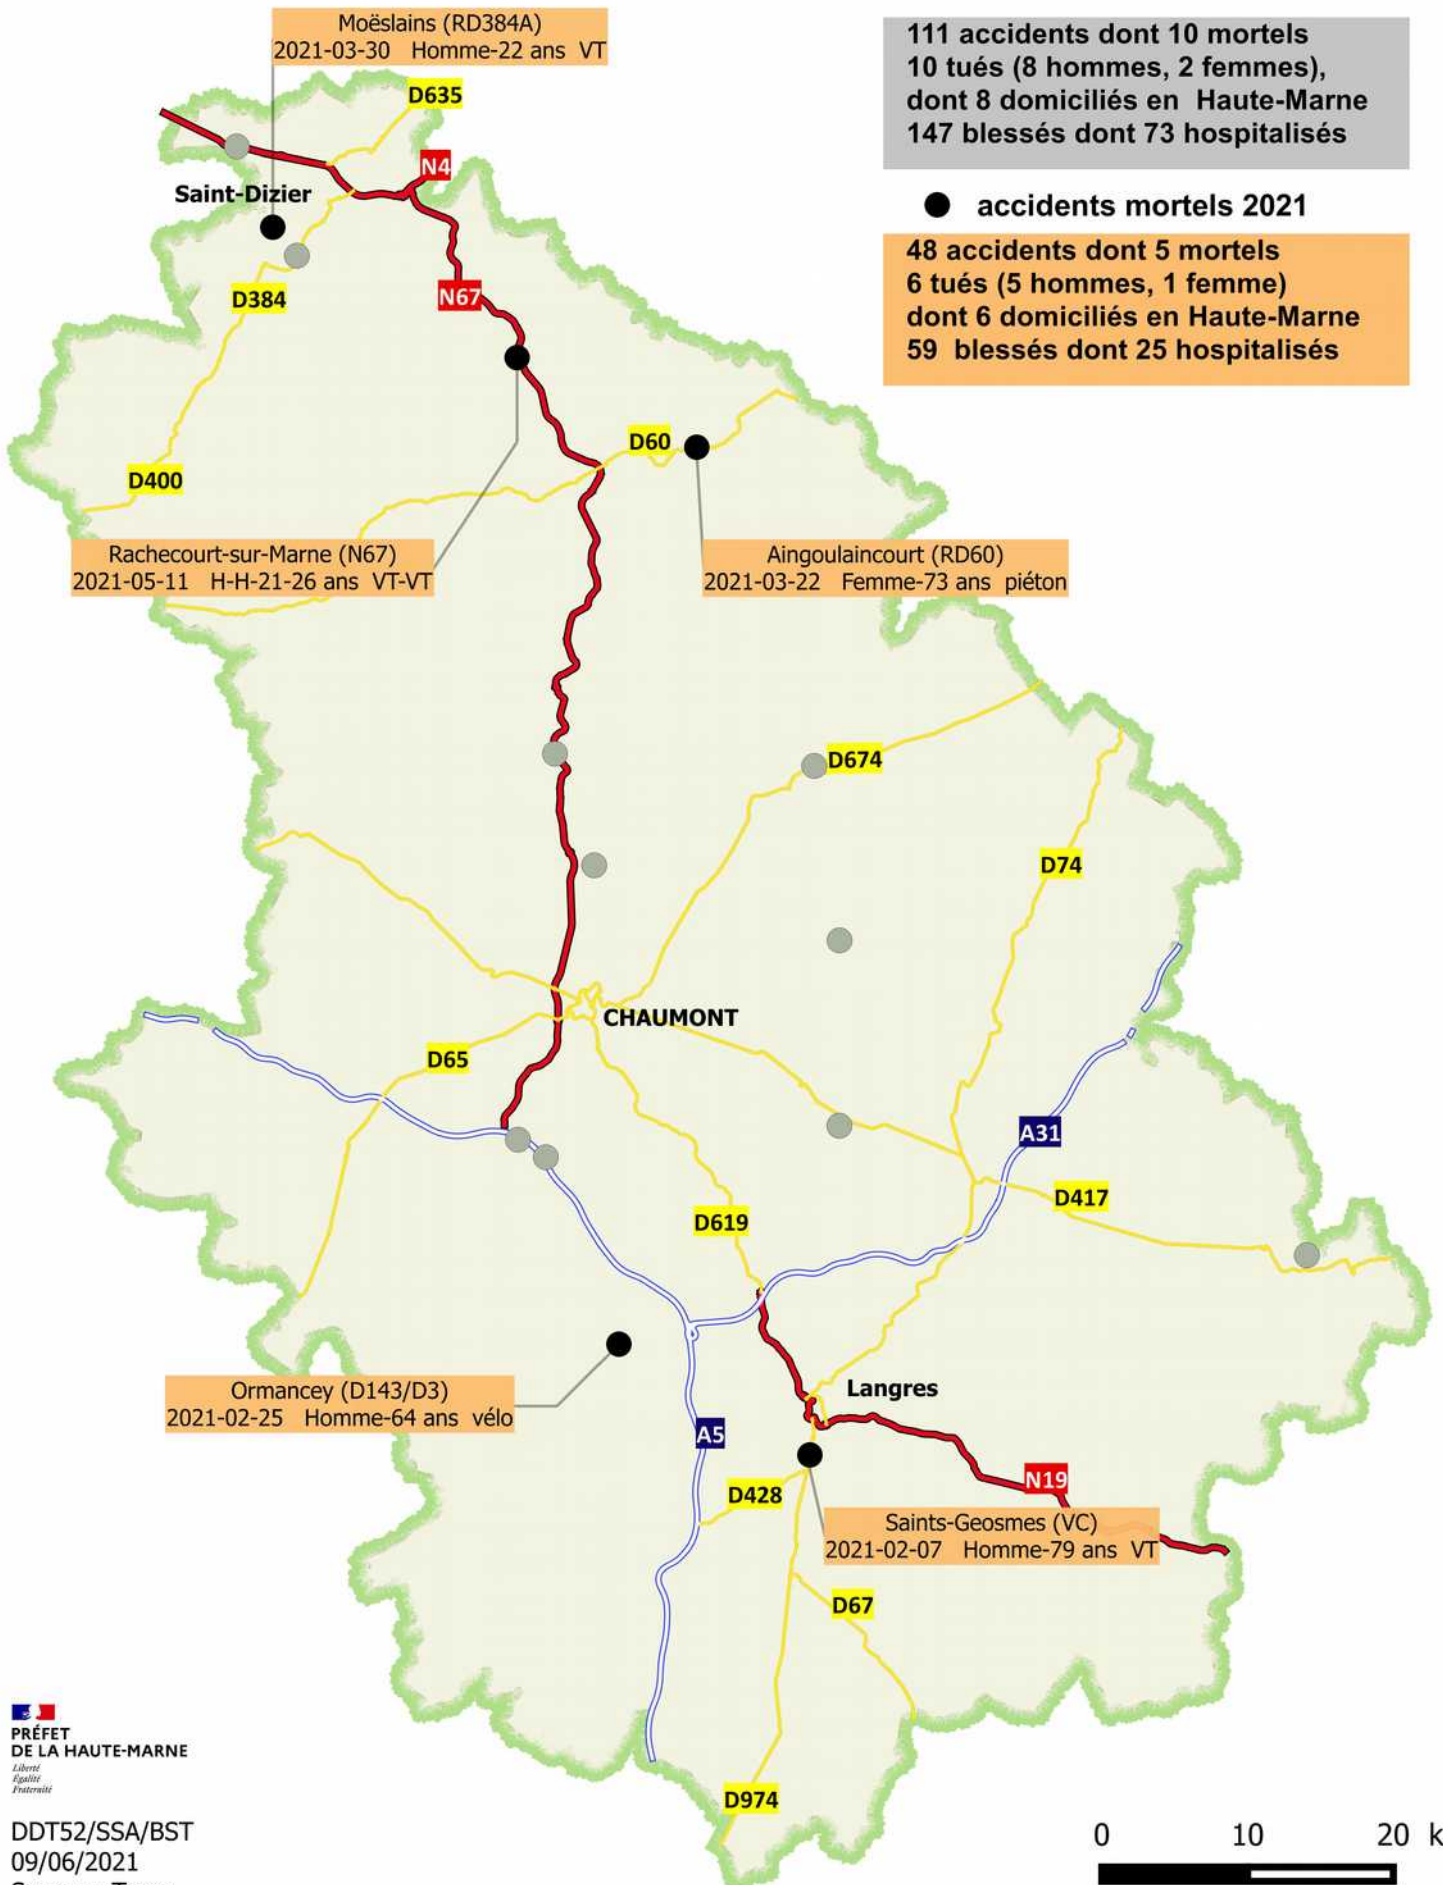 Moëslains (RD384A)
2021-03-30 Homme-22 ans VT
111 accidents dont 10 mortels
10 tués (8 hommes, 2 femmes),
dont 8 domiciliés en Haute-Marne
147 blessés dont 73 hospitalisés
accidents mortels 2021
48 accidents dont 5 mortels
6 tués (5 hommes, 1 femme)
dont 6 domiciliés en Haute-Marne
59 blessés dont 25 hospitalisés
D635
N4
Saint-Dizier
D384
N67
D60
D400
Rachecourt-sur-Marne (N67)
2021-05-11 H-H-21-26 ans VT-VT
Aingoulaincourt (RD60)
2021-03-22 Femme-73 ans piéton
D674
D74
CHAUMONT
D65
A31
D417
D619
Ormancey (D143/D3)
2021-02-25 Homme-64 ans vélo
Langres
A5
N19
D428
Saints-Geosmes (VC)
2021-02-07 Homme-79 ans VT
D67
D974
PRÉFET
DE LA HAUTE-MARNE
Liberté
Égalité
Fraternité
DDT52/SSA/BST
09/06/2021
0 10 20 k